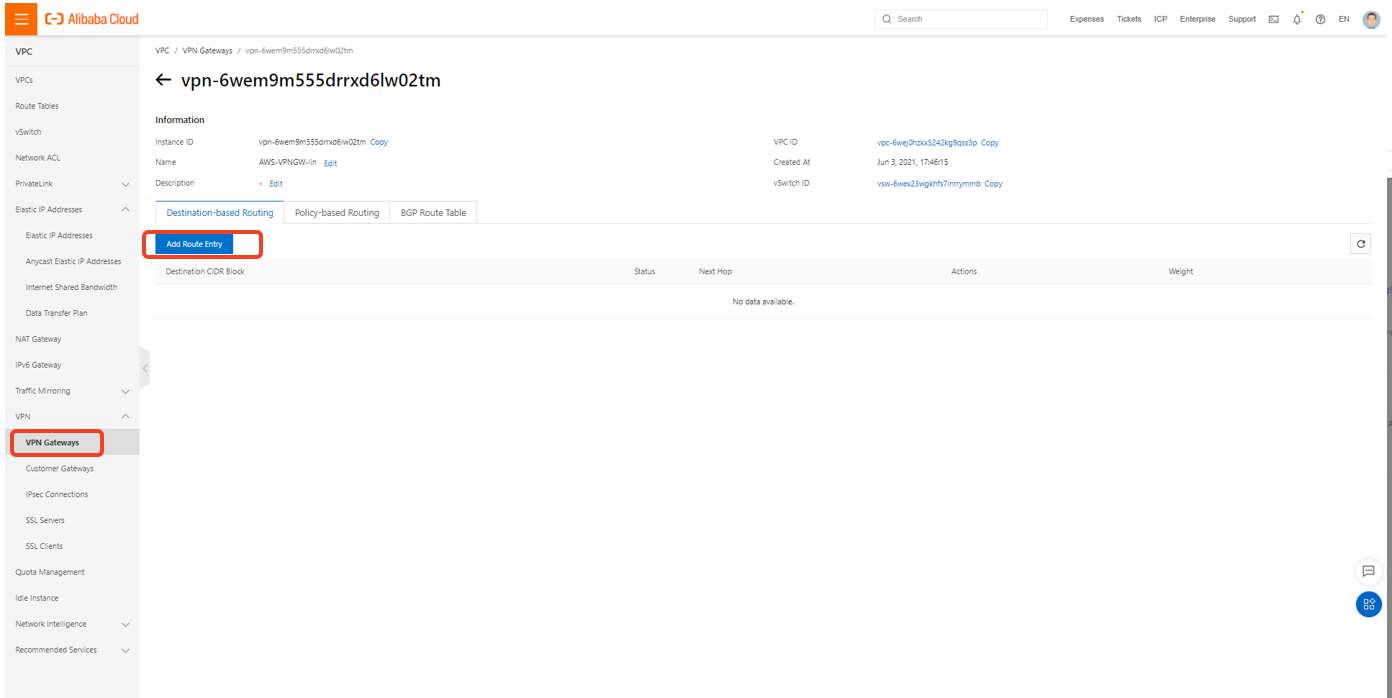 Alibaba Cloud
Search
Expenses Tickets ICP Enterprise Support EN
VPC
VPCs
Route Tables
vSwitch
Network ACL
PrivateLink
Elastic IP Addresses
Elastic IP Addresses
Anycast Elastic IP Addresses
Internet Shared Bandwidth
Data Transfer Plan
NAT Gateway
IPv6 Gateway
Traffic Mirroring
VPN
VPN Gateways
Customer Gateways
IPsec Connections
SSL Servers
SSL Clients
Quota Management
Idle Instance
Network Intelligence
Recommended Services
VPC / VPN Gateways / vpn-6wem9m555drrxd6lw02tm
vpn-6wem9m555drrxd6lw02tm
Information
Instance ID vpn-6wem9m555drrxd6lw02tm Copy VPC ID vpc-6wej0hzkx5242kg9qss3p Copy
Name AWS-VPNGW-lin Edit Created At Jun 3, 2021, 17:46:15
Description - Edit vSwitch ID vsw-6wex23wgkhfs7inrrymmb Copy
Destination-based Routing Policy-based Routing BGP Route Table
Add Route Entry
Destination CIDR Block Status Next Hop Actions Weight
No data available.